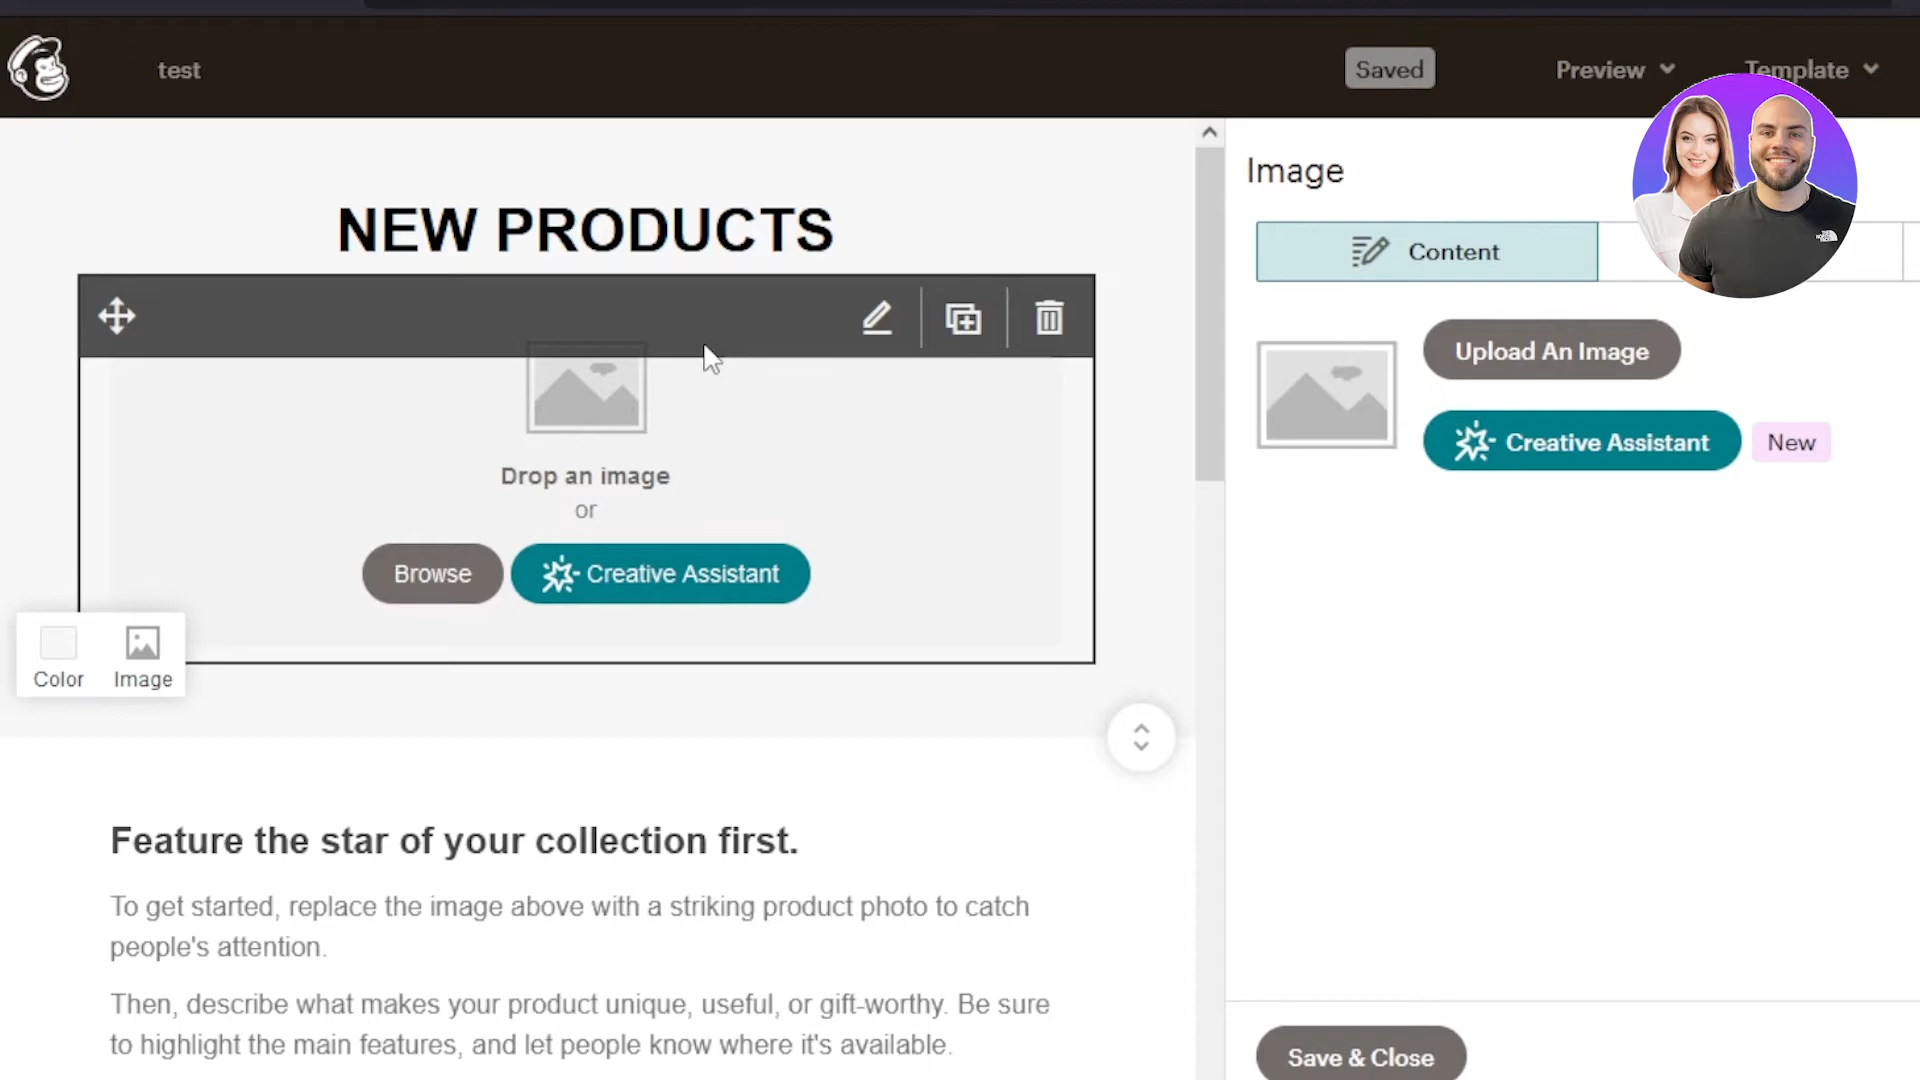 test
Saved
Preview
Template
NEW PRODUCTS
Drop an image
or
Browse
Creative Assistant
Color
Image
Feature the star of your collection first.
To get started, replace the image above with a striking product photo to catch
people's attention.
Then, describe what makes your product unique, useful, or gift-worthy. Be sure
to highlight the main features, and let people know where it's available.
Image
Content
Upload An Image
Creative Assistant
New
Save & Close